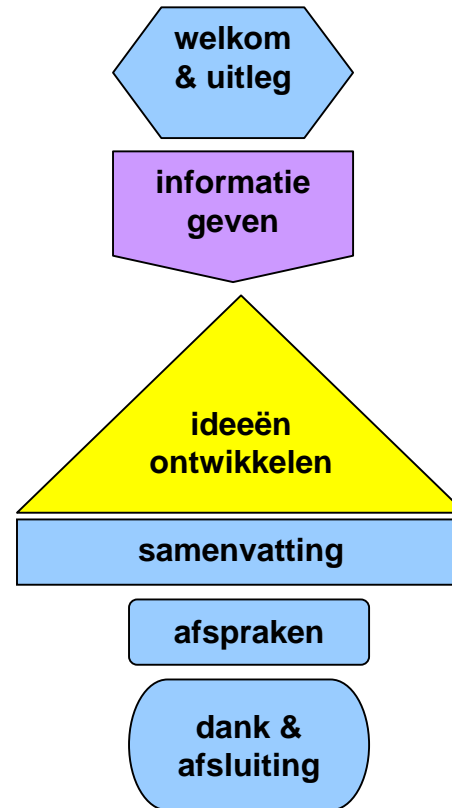 welkom
& uitleg
informatie
geven
ideeën
ontwikkelen
samenvatting
afspraken
dank &
afsluiting